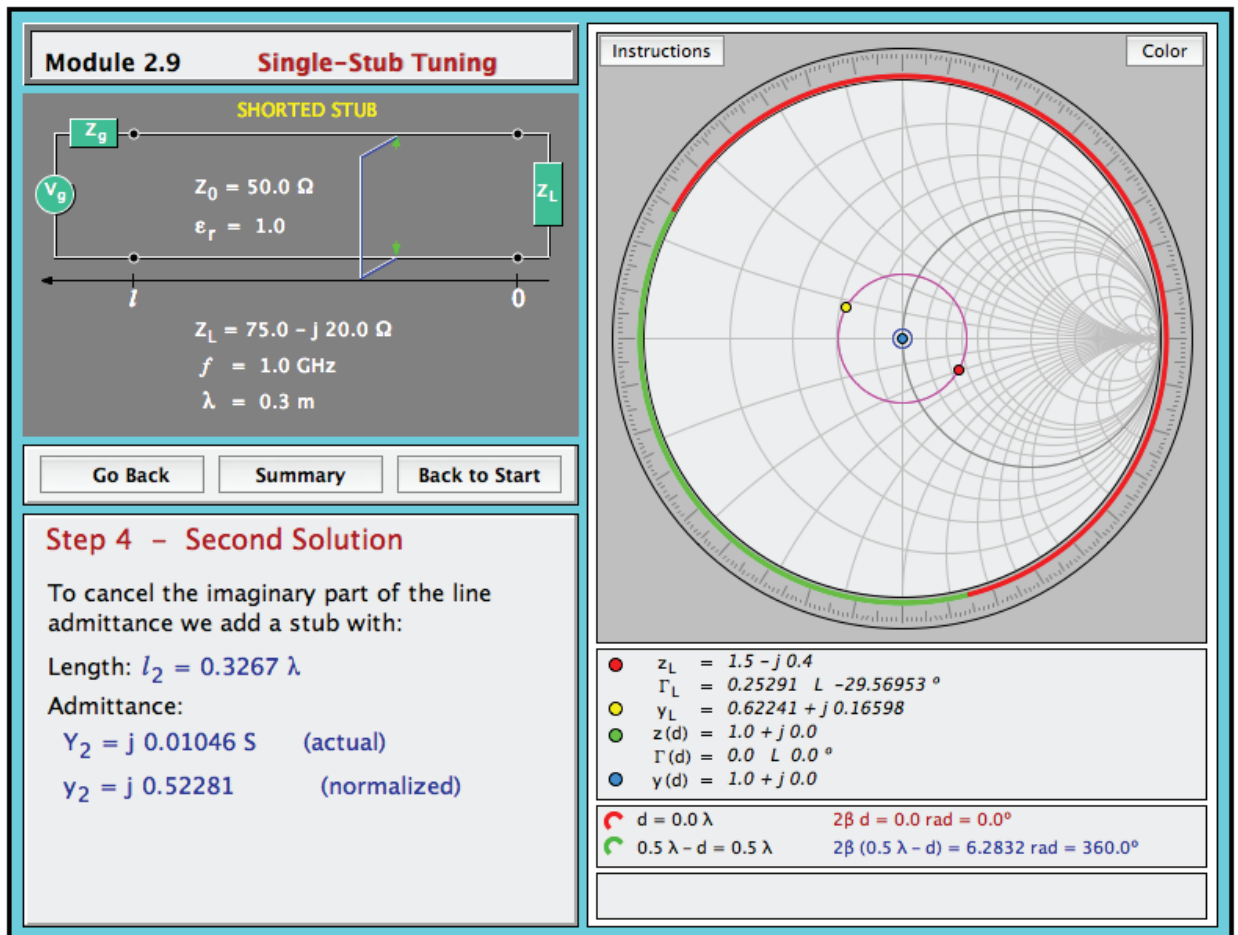 Module 2.9 Single-Stub Tuning
SHORTED STUB
Zg
Vg
Z0 = 50.0 Ω
εr = 1.0
ZL
l
0
ZL = 75.0 - j 20.0 Ω
f = 1.0 GHz
λ = 0.3 m
Go Back
Summary
Back to Start
Step 4 – Second Solution
To cancel the imaginary part of the line
admittance we add a stub with:
Length: l2 = 0.3267 λ
Admittance:
Y2 = j 0.01046 S (actual)
y2 = j 0.52281 (normalized)
Instructions
Color
zL = 1.5 - j 0.4
ΓL = 0.25291 L -29.56953 º
yL = 0.62241 + j 0.16598
z(d) = 1.0 + j 0.0
Γ(d) = 0.0 L 0.0 º
y(d) = 1.0 + j 0.0
d = 0.0 λ 2β d = 0.0 rad = 0.0º
0.5 λ - d = 0.5 λ 2β (0.5 λ - d) = 6.2832 rad = 360.0º